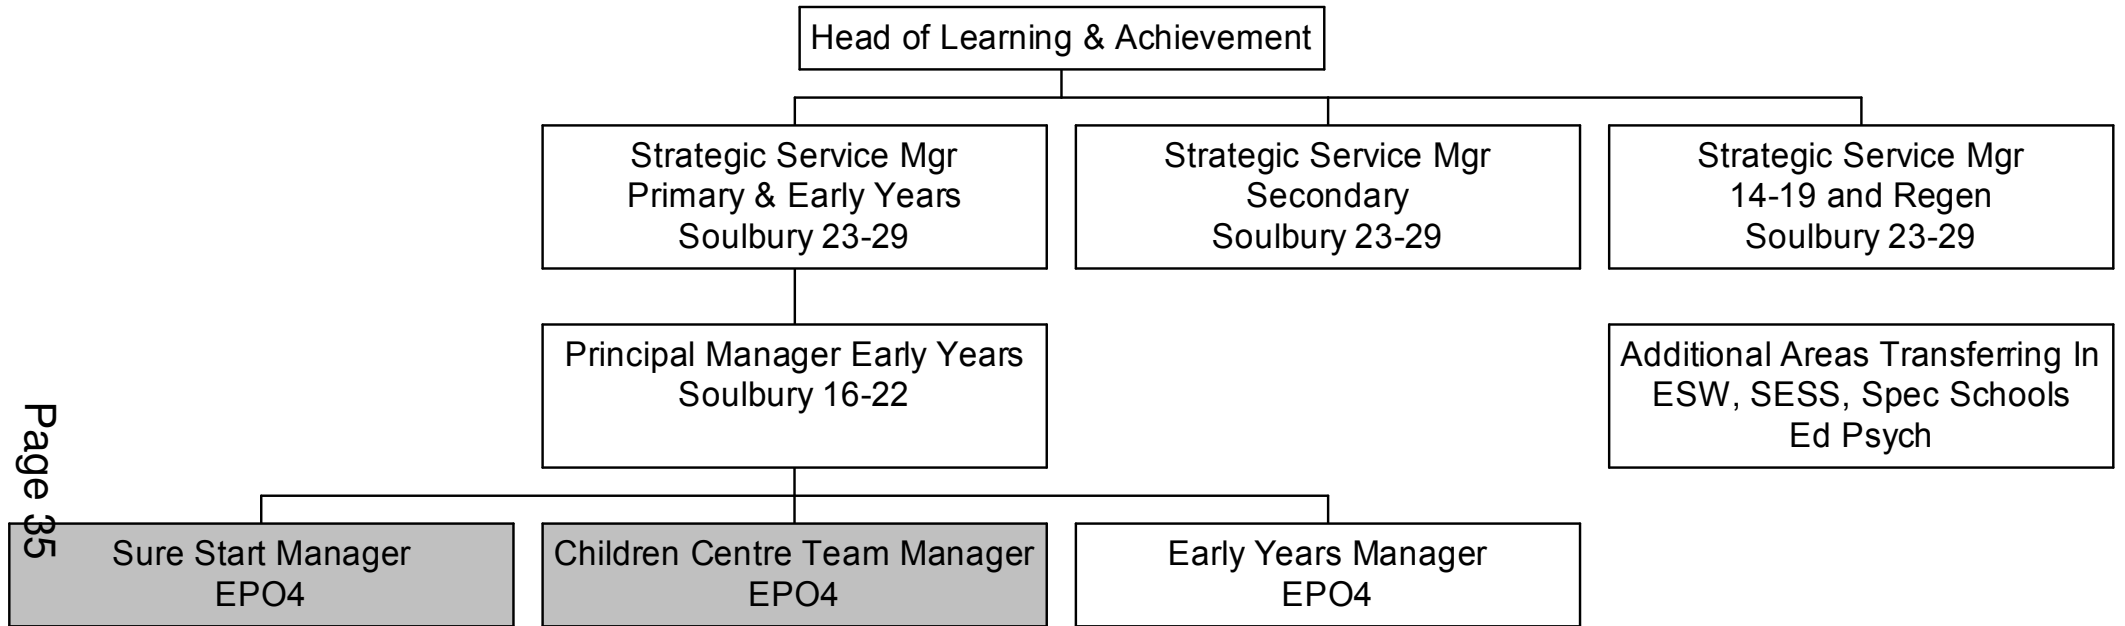 Head of Learning & Achievement
Strategic Service Mgr
Primary & Early Years
Soulbury 23-29
Strategic Service Mgr
Secondary
Soulbury 23-29
Strategic Service Mgr
14-19 and Regen
Soulbury 23-29
Principal Manager Early Years
Soulbury 16-22
Additional Areas Transferring In
ESW, SESS, Spec Schools
Ed Psych
Sure Start Manager
EPO4
Children Centre Team Manager
EPO4
Early Years Manager
EPO4
Page 35